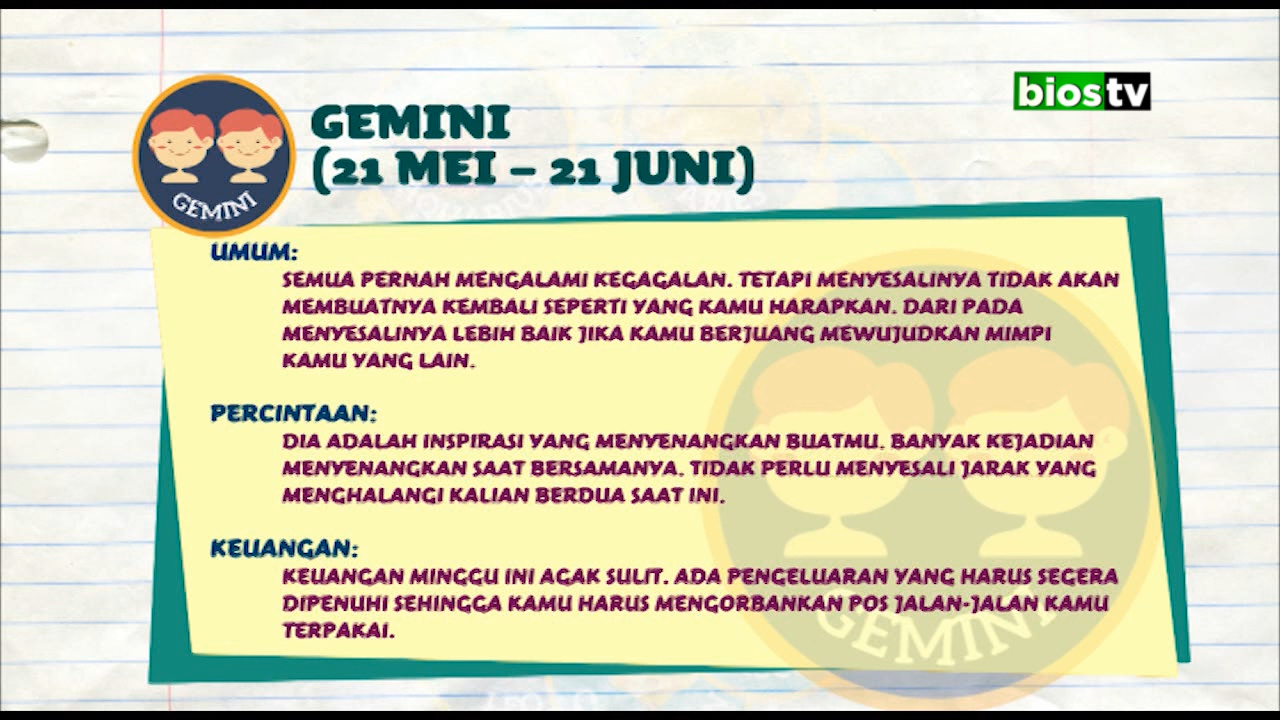 biostv
GEMINI
(21 MEI – 21 JUNI)
GEMINI
UMUM:
SEMUA PERNAH MENGALAMI KEGAGALAN. TETAPI MENYESALINYA TIDAK AKAN
MEMBUATNYA KEMBALI SEPERTI YANG KAMU HARAPKAN. DARI PADA
MENYESALINYA LEBIH BAIK JIKA KAMU BERJUANG MEWUJUDKAN MIMPI
KAMU YANG LAIN.
PERCINTAAN:
DIA ADALAH INSPIRASI YANG MENYENANGKAN BUATMU. BANYAK KEJADIAN
MENYENANGKAN SAAT BERSAMANYA. TIDAK PERLU MENYESALI JARAK YANG
MENGHALANGI KALIAN BERDUA SAAT INI.
KEUANGAN:
KEUANGAN MINGGU INI AGAK SULIT. ADA PENGELUARAN YANG HARUS SEGERA
DIPENUHI SEHINGGA KAMU HARUS MENGORBANKAN POS JALAN-JALAN KAMU
TERPAKAI.
GEMINI